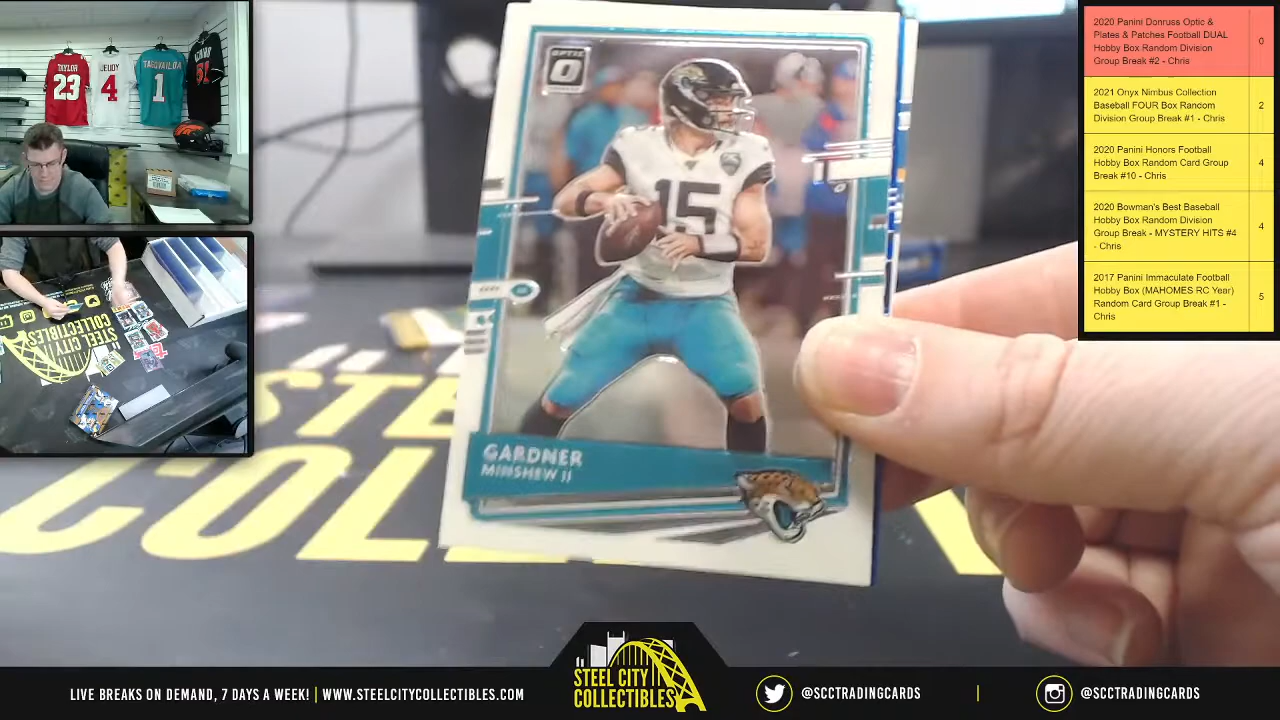 TAYLOR
23
JEUDY
4
TAGOVAILOA
1
OPTIC
15
GARDNER
MINSHEW II
STEEL CITY
COLLECTIBLES
2020 Panini Donruss Optic &
Plates & Patches Football DUAL
Hobby Box Random Division
Group Break #2 - Chris
0
2021 Onyx Nimbus Collection
Baseball FOUR Box Random
Division Group Break #1 - Chris
2
2020 Panini Honors Football
Hobby Box Random Card Group
Break #10 - Chris
4
2020 Bowman's Best Baseball
Hobby Box Random Division
Group Break - MYSTERY HITS #4
- Chris
4
2017 Panini Immaculate Football
Hobby Box (MAHOMES RC Year)
Random Card Group Break #1 -
Chris
5
LIVE BREAKS ON DEMAND, 7 DAYS A WEEK! | WWW.STEELCITYCOLLECTIBLES.COM
STEEL CITY
COLLECTIBLES
@SCCTRADINGCARDS | @SCCTRADINGCARDS